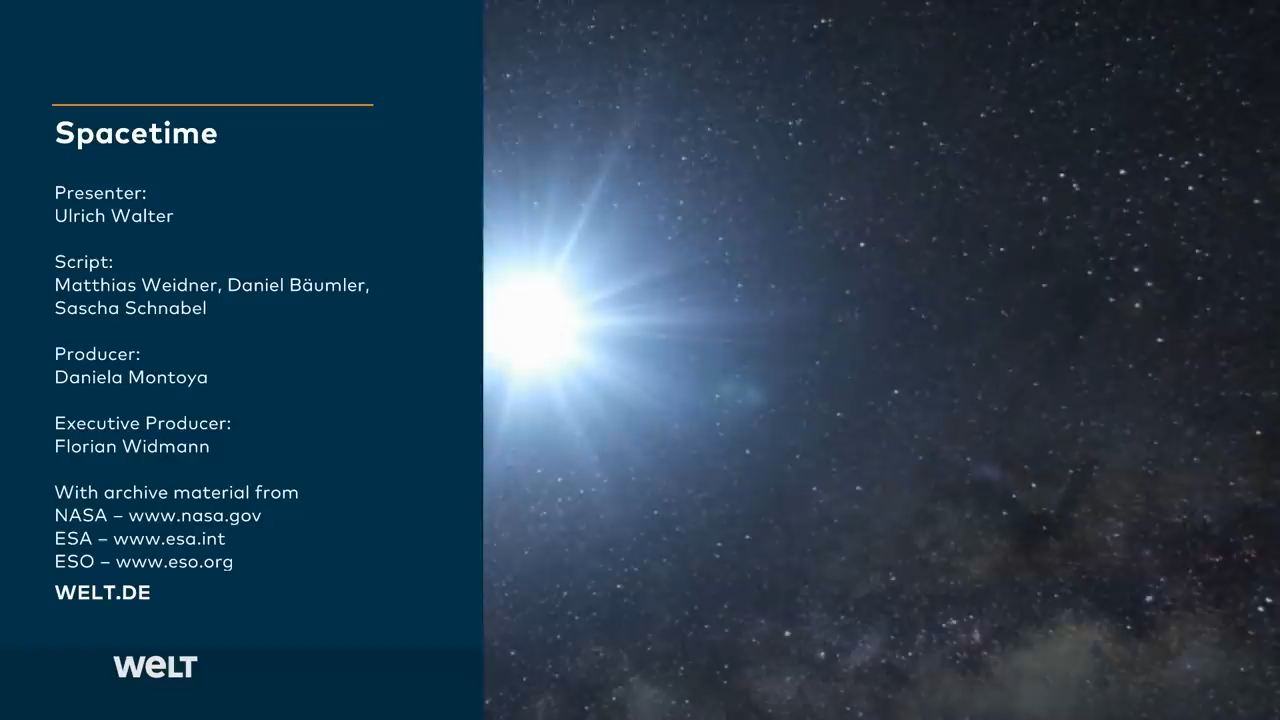 Spacetime
Presenter:
Ulrich Walter
Script:
Matthias Weidner, Daniel Bäumler,
Sascha Schnabel
Producer:
Daniela Montoya
Executive Producer:
Florian Widmann
With archive material from
NASA – www.nasa.gov
ESA – www.esa.int
ESO – www.eso.org
WELT.DE
WELT